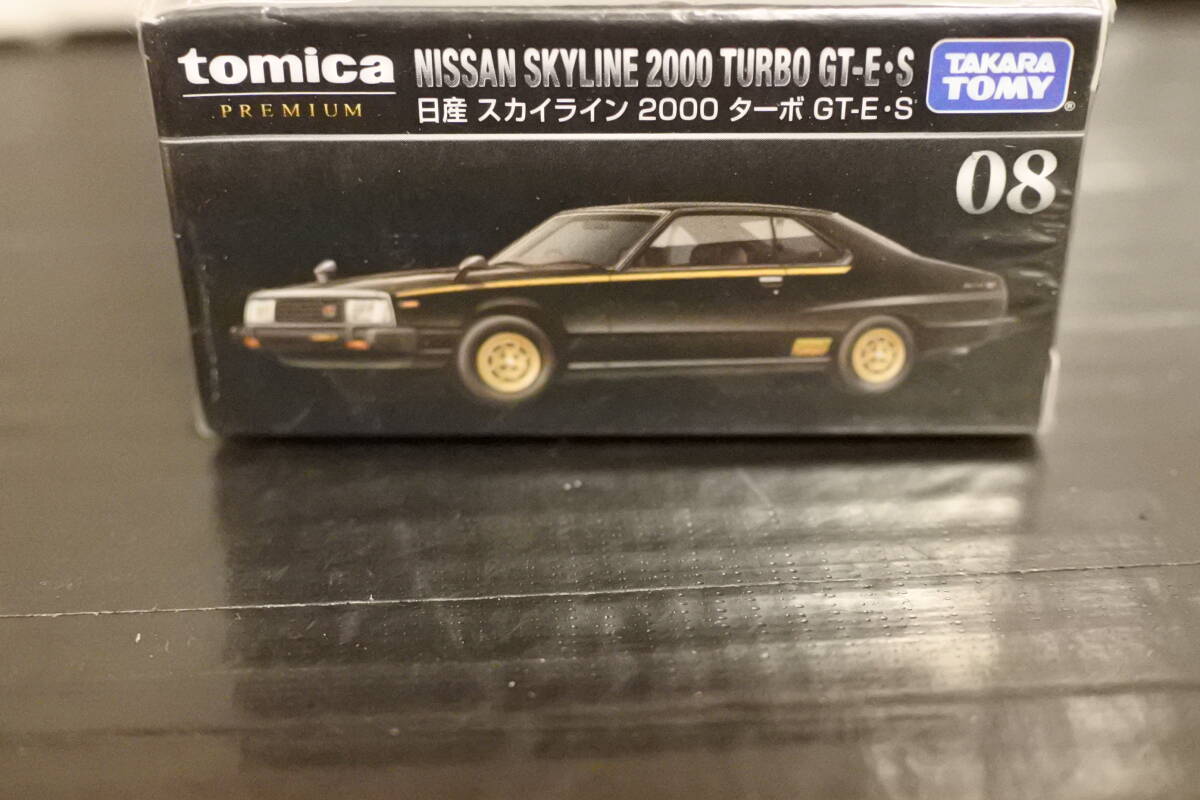 tomica
PREMIUM
NISSAN SKYLINE 2000 TURBO GT-E・S
日産 スカイライン 2000 ターボ GT-E・S
TAKARA
TOMY®
08